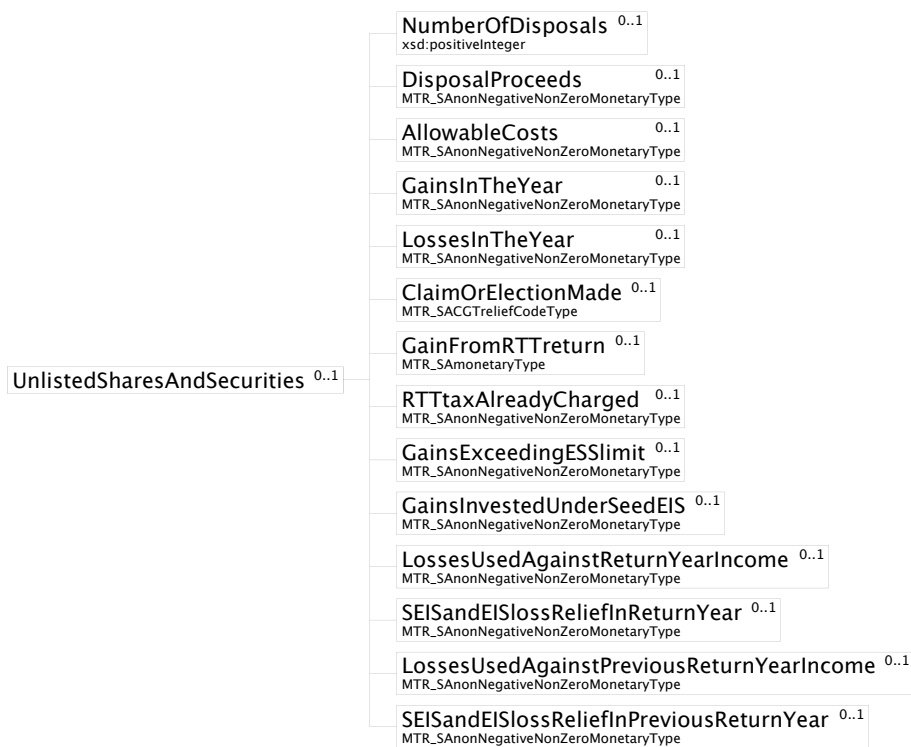 NumberOfDisposals 0..1
xsd:positiveInteger
DisposalProceeds 0..1
MTR_SAnonNegativeNonZeroMonetaryType
AllowableCosts 0..1
MTR_SAnonNegativeNonZeroMonetaryType
GainsInTheYear 0..1
MTR_SAnonNegativeNonZeroMonetaryType
LossesInTheYear 0..1
MTR_SAnonNegativeNonZeroMonetaryType
ClaimOrElectionMade 0..1
MTR_SACGTreliefCodeType
GainFromRTTreturn 0..1
MTR_SAmonetaryType
UnlistedSharesAndSecurities 0..1
RTTtaxAlreadyCharged 0..1
MTR_SAnonNegativeNonZeroMonetaryType
GainsExceedingESSlimit 0..1
MTR_SAnonNegativeNonZeroMonetaryType
GainsInvestedUnderSeedEIS 0..1
MTR_SAnonNegativeNonZeroMonetaryType
LossesUsedAgainstReturnYearIncome 0..1
MTR_SAnonNegativeNonZeroMonetaryType
SEISandEISlossReliefInReturnYear 0..1
MTR_SAnonNegativeNonZeroMonetaryType
LossesUsedAgainstPreviousReturnYearIncome 0..1
MTR_SAnonNegativeNonZeroMonetaryType
SEISandEISlossReliefInPreviousReturnYear 0..1
MTR_SAnonNegativeNonZeroMonetaryType